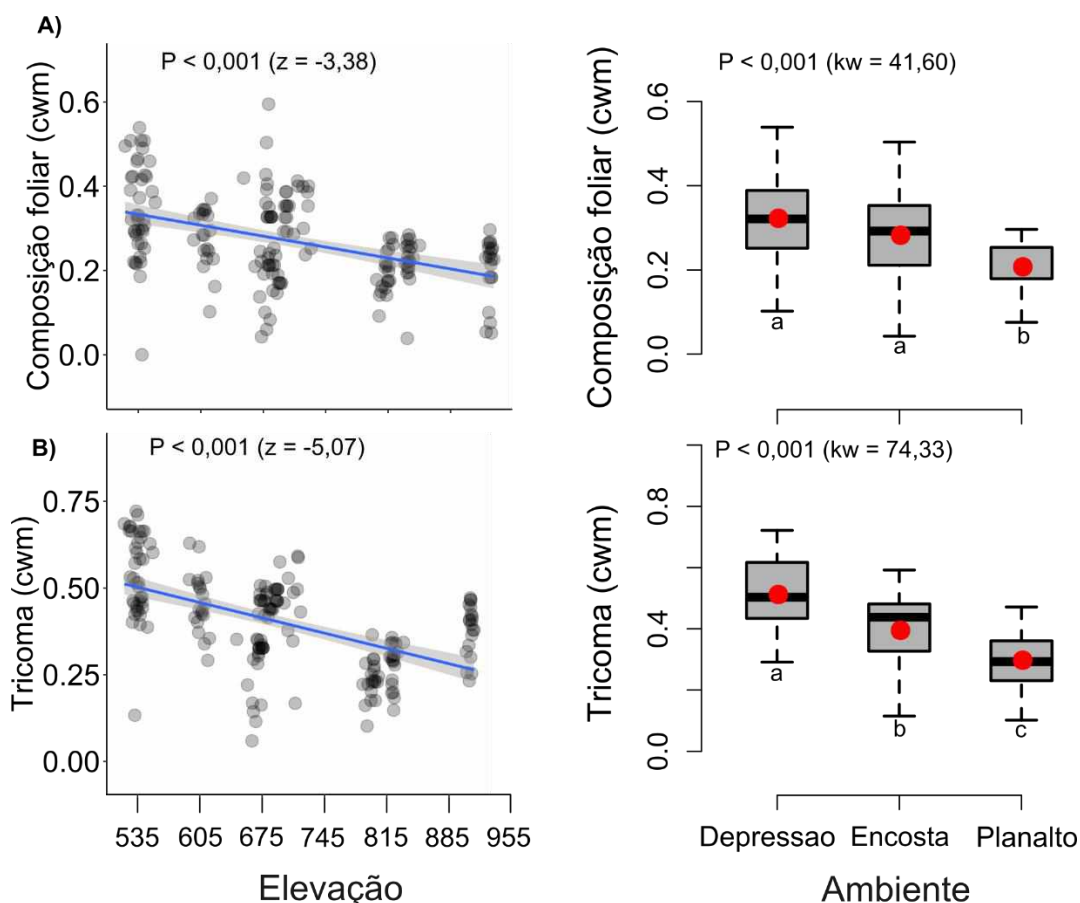 A)
P < 0,001 (z = -3,38)
Composição foliar (cwm)
0.6
0.4
0.2
0.0
P < 0,001 (kw = 41,60)
Composição foliar (cwm)
0.6
0.4
0.2
0.0
a
a
b
B)
P < 0,001 (z = -5,07)
Tricoma (cwm)
0.75
0.50
0.25
0.00
535 605 675 745 815 885 955
Elevação
P < 0,001 (kw = 74,33)
Tricoma (cwm)
0.8
0.4
0.0
a
b
c
Depressao Encosta Planalto
Ambiente